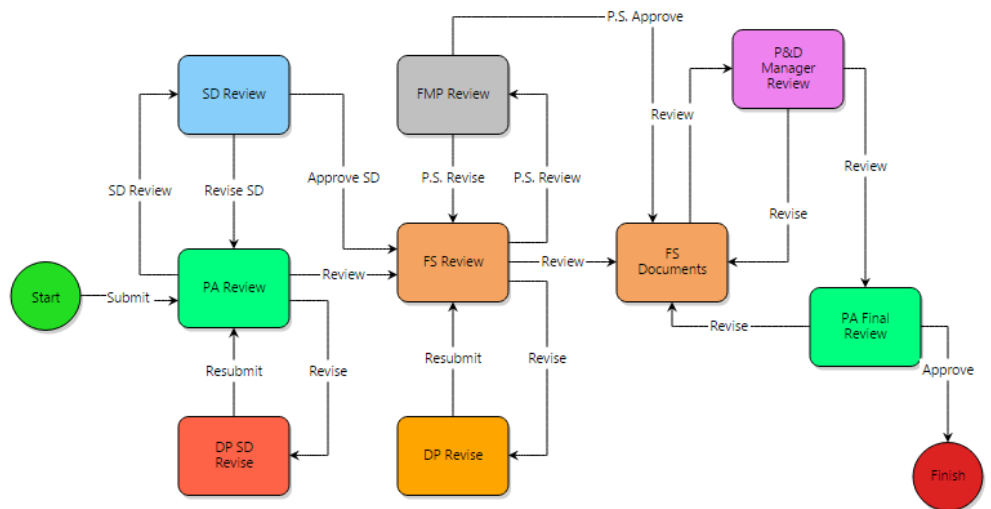 P.S. Approve
P&D
Manager
Review
SD Review
FMP Review
Review
Review
SD Review
Revise SD
Approve SD
P.S. Revise
P.S. Review
Revise
PA Review
Review
FS Review
Review
FS
Documents
Start
Submit
Revise
PA Final
Review
Resubmit
Revise
Resubmit
Revise
Approve
DP SD
Revise
DP Revise
Finish